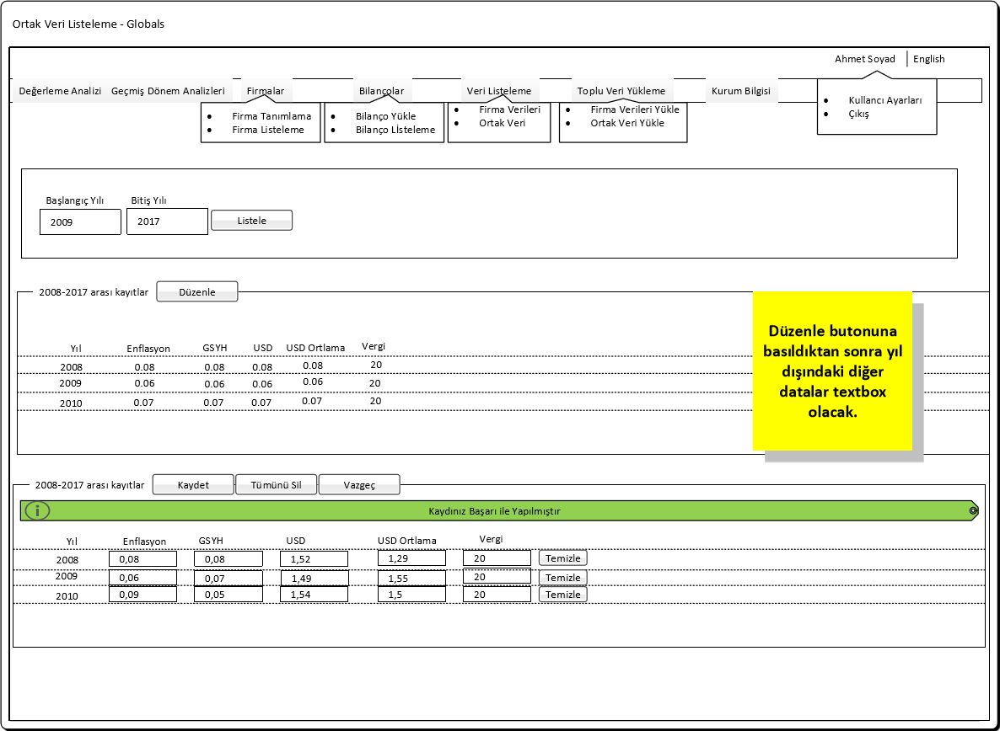 Ortak Veri Listeleme - Globals
Ahmet Soyad English
Değerleme Analizi Geçmiş Dönem Analizleri Firmalar Bilançolar Veri Listeleme Toplu Veri Yükleme Kurum Bilgisi
• Firma Tanımlama
• Firma Listeleme
• Bilanço Yükle
• Bilanço Lİsteleme
• Firma Verileri
• Ortak Veri
• Firma Verileri Yükle
• Ortak Veri Yükle
• Kullancı Ayarları
• Çıkış
Başlangıç Yılı Bitiş Yılı
2009 2017 Listele
2008-2017 arası kayıtlar Düzenle
Yıl Enflasyon GSYH USD USD Ortlama Vergi
2008 0.08 0.08 0.08 0.08 20
2009 0.06 0.06 0.06 0.06 20
2010 0.07 0.07 0.07 0.07 20
Düzenle butonuna
basıldıktan sonra yıl
dışındaki diğer
datalar textbox
olacak.
2008-2017 arası kayıtlar Kaydet Tümünü Sil Vazgeç
i Kaydınız Başarı ile Yapılmıştır
Yıl Enflasyon GSYH USD USD Ortlama Vergi
2008 0,08 0,08 1,52 1,29 20 Temizle
2009 0,06 0,07 1,49 1,55 20 Temizle
2010 0,09 0,05 1,54 1,5 20 Temizle